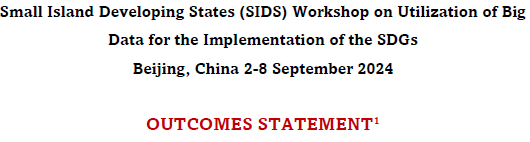 Small Island Developing States (SIDS) Workshop on Utilization of Big
Data for the Implementation of the SDGs
Beijing, China 2-8 September 2024
OUTCOMES STATEMENT¹